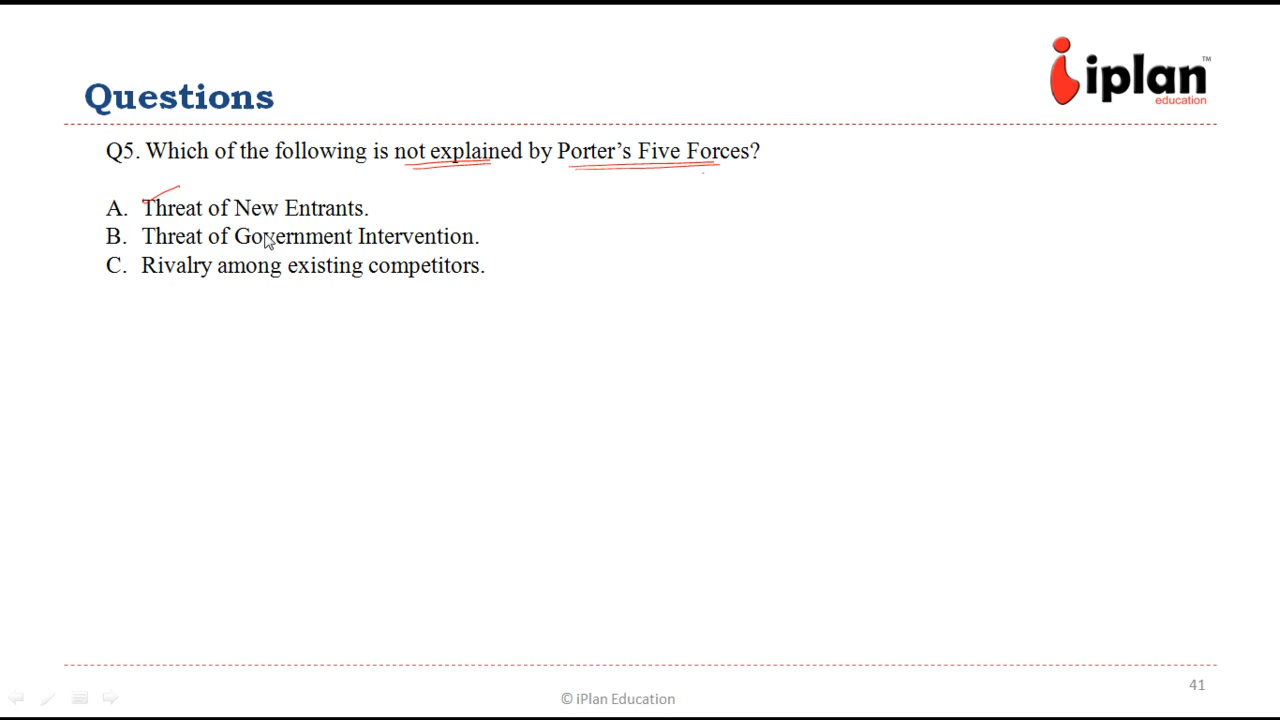 iplan
TM
education
Questions
Q5. Which of the following is not explained by Porter's Five Forces?
A. Threat of New Entrants.
B. Threat of Government Intervention.
C. Rivalry among existing competitors.
© iPlan Education
41